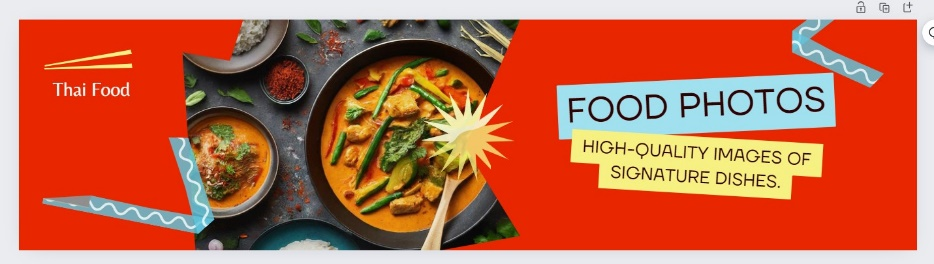 Thai Food
FOOD PHOTOS
HIGH-QUALITY IMAGES OF
SIGNATURE DISHES.